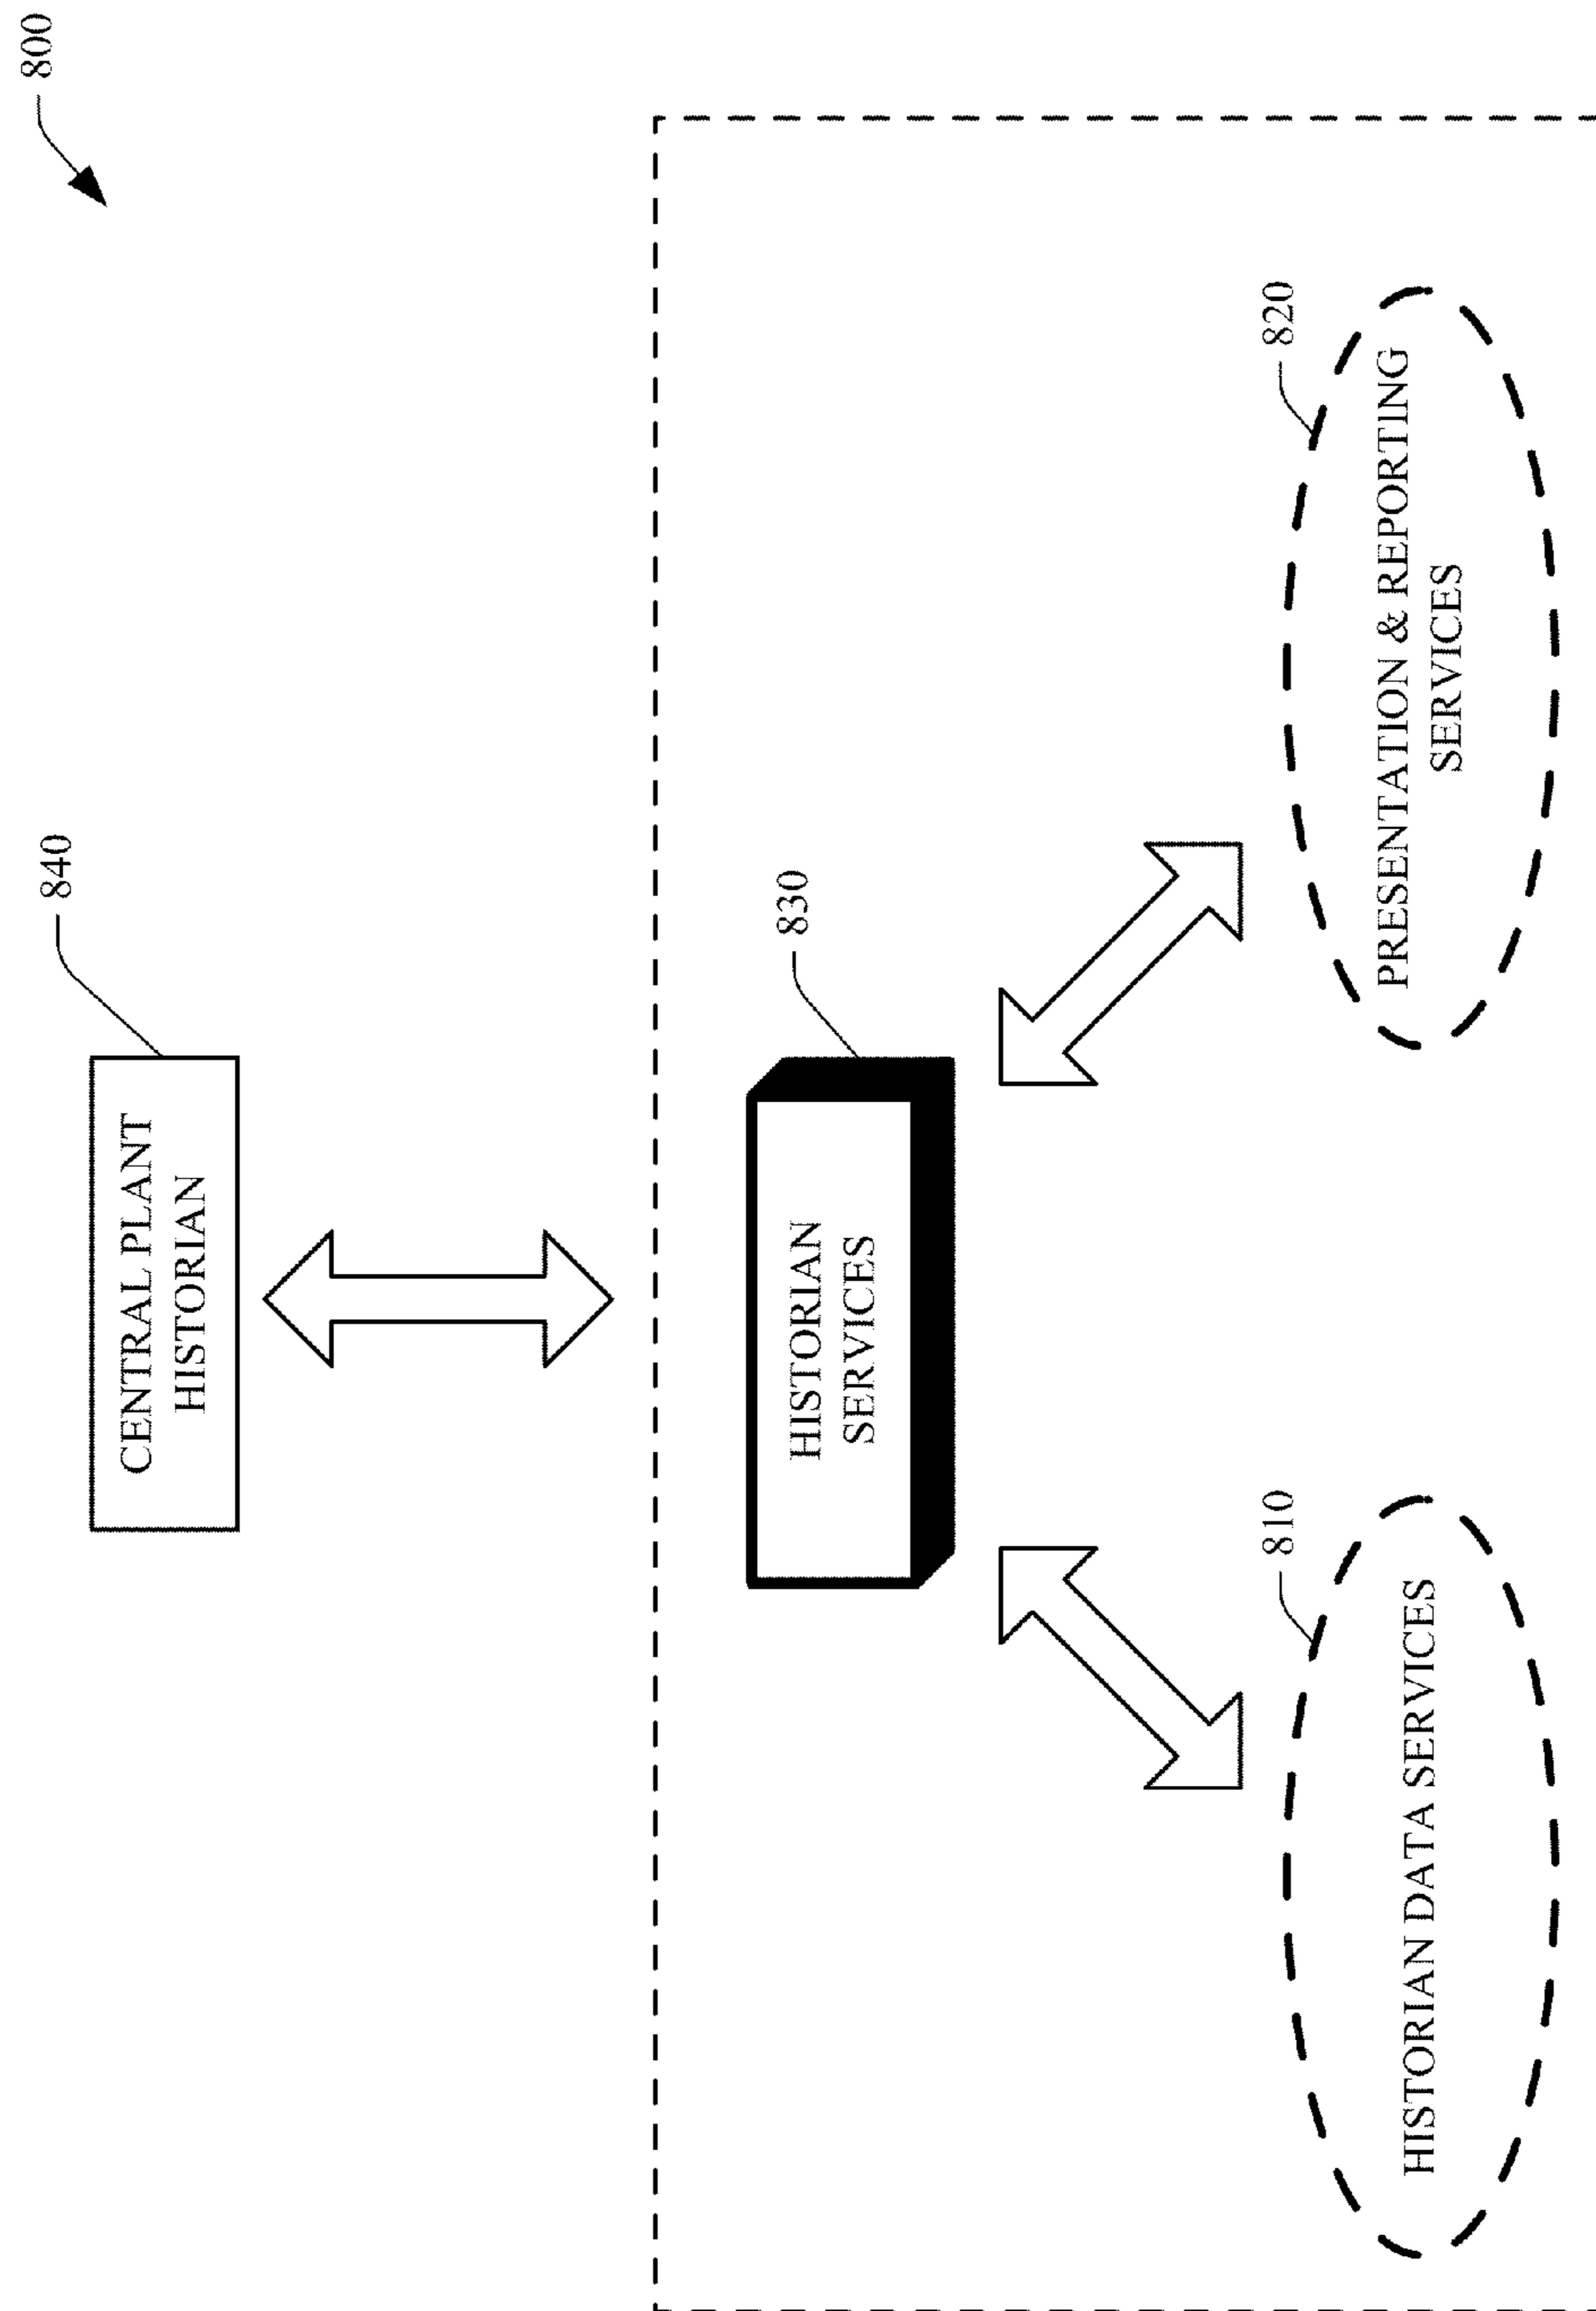 800
840
CENTRAL PLANT
HISTORIAN
830
HISTORIAN
SERVICES
810
HISTORIAN DATA SERVICES
820
PRESENTATION & REPORTING
SERVICES